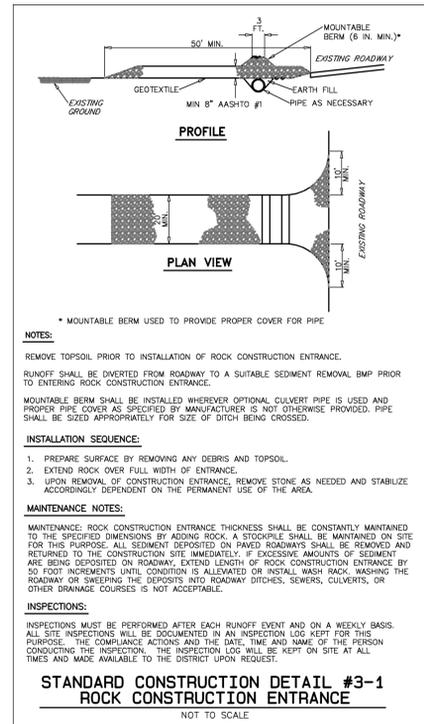 3
FT.
MOUNTABLE
BERM (6 IN. MIN.)*
50' MIN.
EXISTING ROADWAY
GEOTEXTILE
EARTH FILL
EXISTING
GROUND
MIN 8" AASHTO #1
PIPE AS NECESSARY
PROFILE
10'
MIN.
20'
MIN.
EXISTING ROADWAY
PLAN VIEW
10'
MIN.
* MOUNTABLE BERM USED TO PROVIDE PROPER COVER FOR PIPE
NOTES:
REMOVE TOPSOIL PRIOR TO INSTALLATION OF ROCK CONSTRUCTION ENTRANCE.
RUNOFF SHALL BE DIVERTED FROM ROADWAY TO A SUITABLE SEDIMENT REMOVAL BMP PRIOR
TO ENTERING ROCK CONSTRUCTION ENTRANCE.
MOUNTABLE BERM SHALL BE INSTALLED WHEREVER OPTIONAL CULVERT PIPE IS USED AND
PROPER PIPE COVER AS SPECIFIED BY MANUFACTURER IS NOT OTHERWISE PROVIDED. PIPE
SHALL BE SIZED APPROPRIATELY FOR SIZE OF DITCH BEING CROSSED.
INSTALLATION SEQUENCE:
1. PREPARE SURFACE BY REMOVING ANY DEBRIS AND TOPSOIL.
2. EXTEND ROCK OVER FULL WIDTH OF ENTRANCE.
3. UPON REMOVAL OF CONSTRUCTION ENTRANCE, REMOVE STONE AS NEEDED AND STABILIZE
ACCORDINGLY DEPENDENT ON THE PERMANENT USE OF THE AREA.
MAINTENANCE NOTES:
MAINTENANCE: ROCK CONSTRUCTION ENTRANCE THICKNESS SHALL BE CONSTANTLY MAINTAINED
TO THE SPECIFIED DIMENSIONS BY ADDING ROCK. A STOCKPILE SHALL BE MAINTAINED ON SITE
FOR THIS PURPOSE. ALL SEDIMENT DEPOSITED ON PAVED ROADWAYS SHALL BE REMOVED AND
RETURNED TO THE CONSTRUCTION SITE IMMEDIATELY. IF EXCESSIVE AMOUNTS OF SEDIMENT
ARE BEING DEPOSITED ON ROADWAY, EXTEND LENGTH OF ROCK CONSTRUCTION ENTRANCE BY
50 FOOT INCREMENTS UNTIL CONDITION IS ALLEVIATED OR INSTALL WASH RACK. WASHING THE
ROADWAY OR SWEEPING THE DEPOSITS INTO ROADWAY DITCHES, SEWERS, CULVERTS, OR
OTHER DRAINAGE COURSES IS NOT ACCEPTABLE.
INSPECTIONS:
INSPECTIONS MUST BE PERFORMED AFTER EACH RUNOFF EVENT AND ON A WEEKLY BASIS.
ALL SITE INSPECTIONS WILL BE DOCUMENTED IN AN INSPECTION LOG KEPT FOR THIS
PURPOSE. THE COMPLIANCE ACTIONS AND THE DATE, TIME AND NAME OF THE PERSON
CONDUCTING THE INSPECTION. THE INSPECTION LOG WILL BE KEPT ON SITE AT ALL
TIMES AND MADE AVAILABLE TO THE DISTRICT UPON REQUEST.
STANDARD CONSTRUCTION DETAIL #3-1
ROCK CONSTRUCTION ENTRANCE
NOT TO SCALE